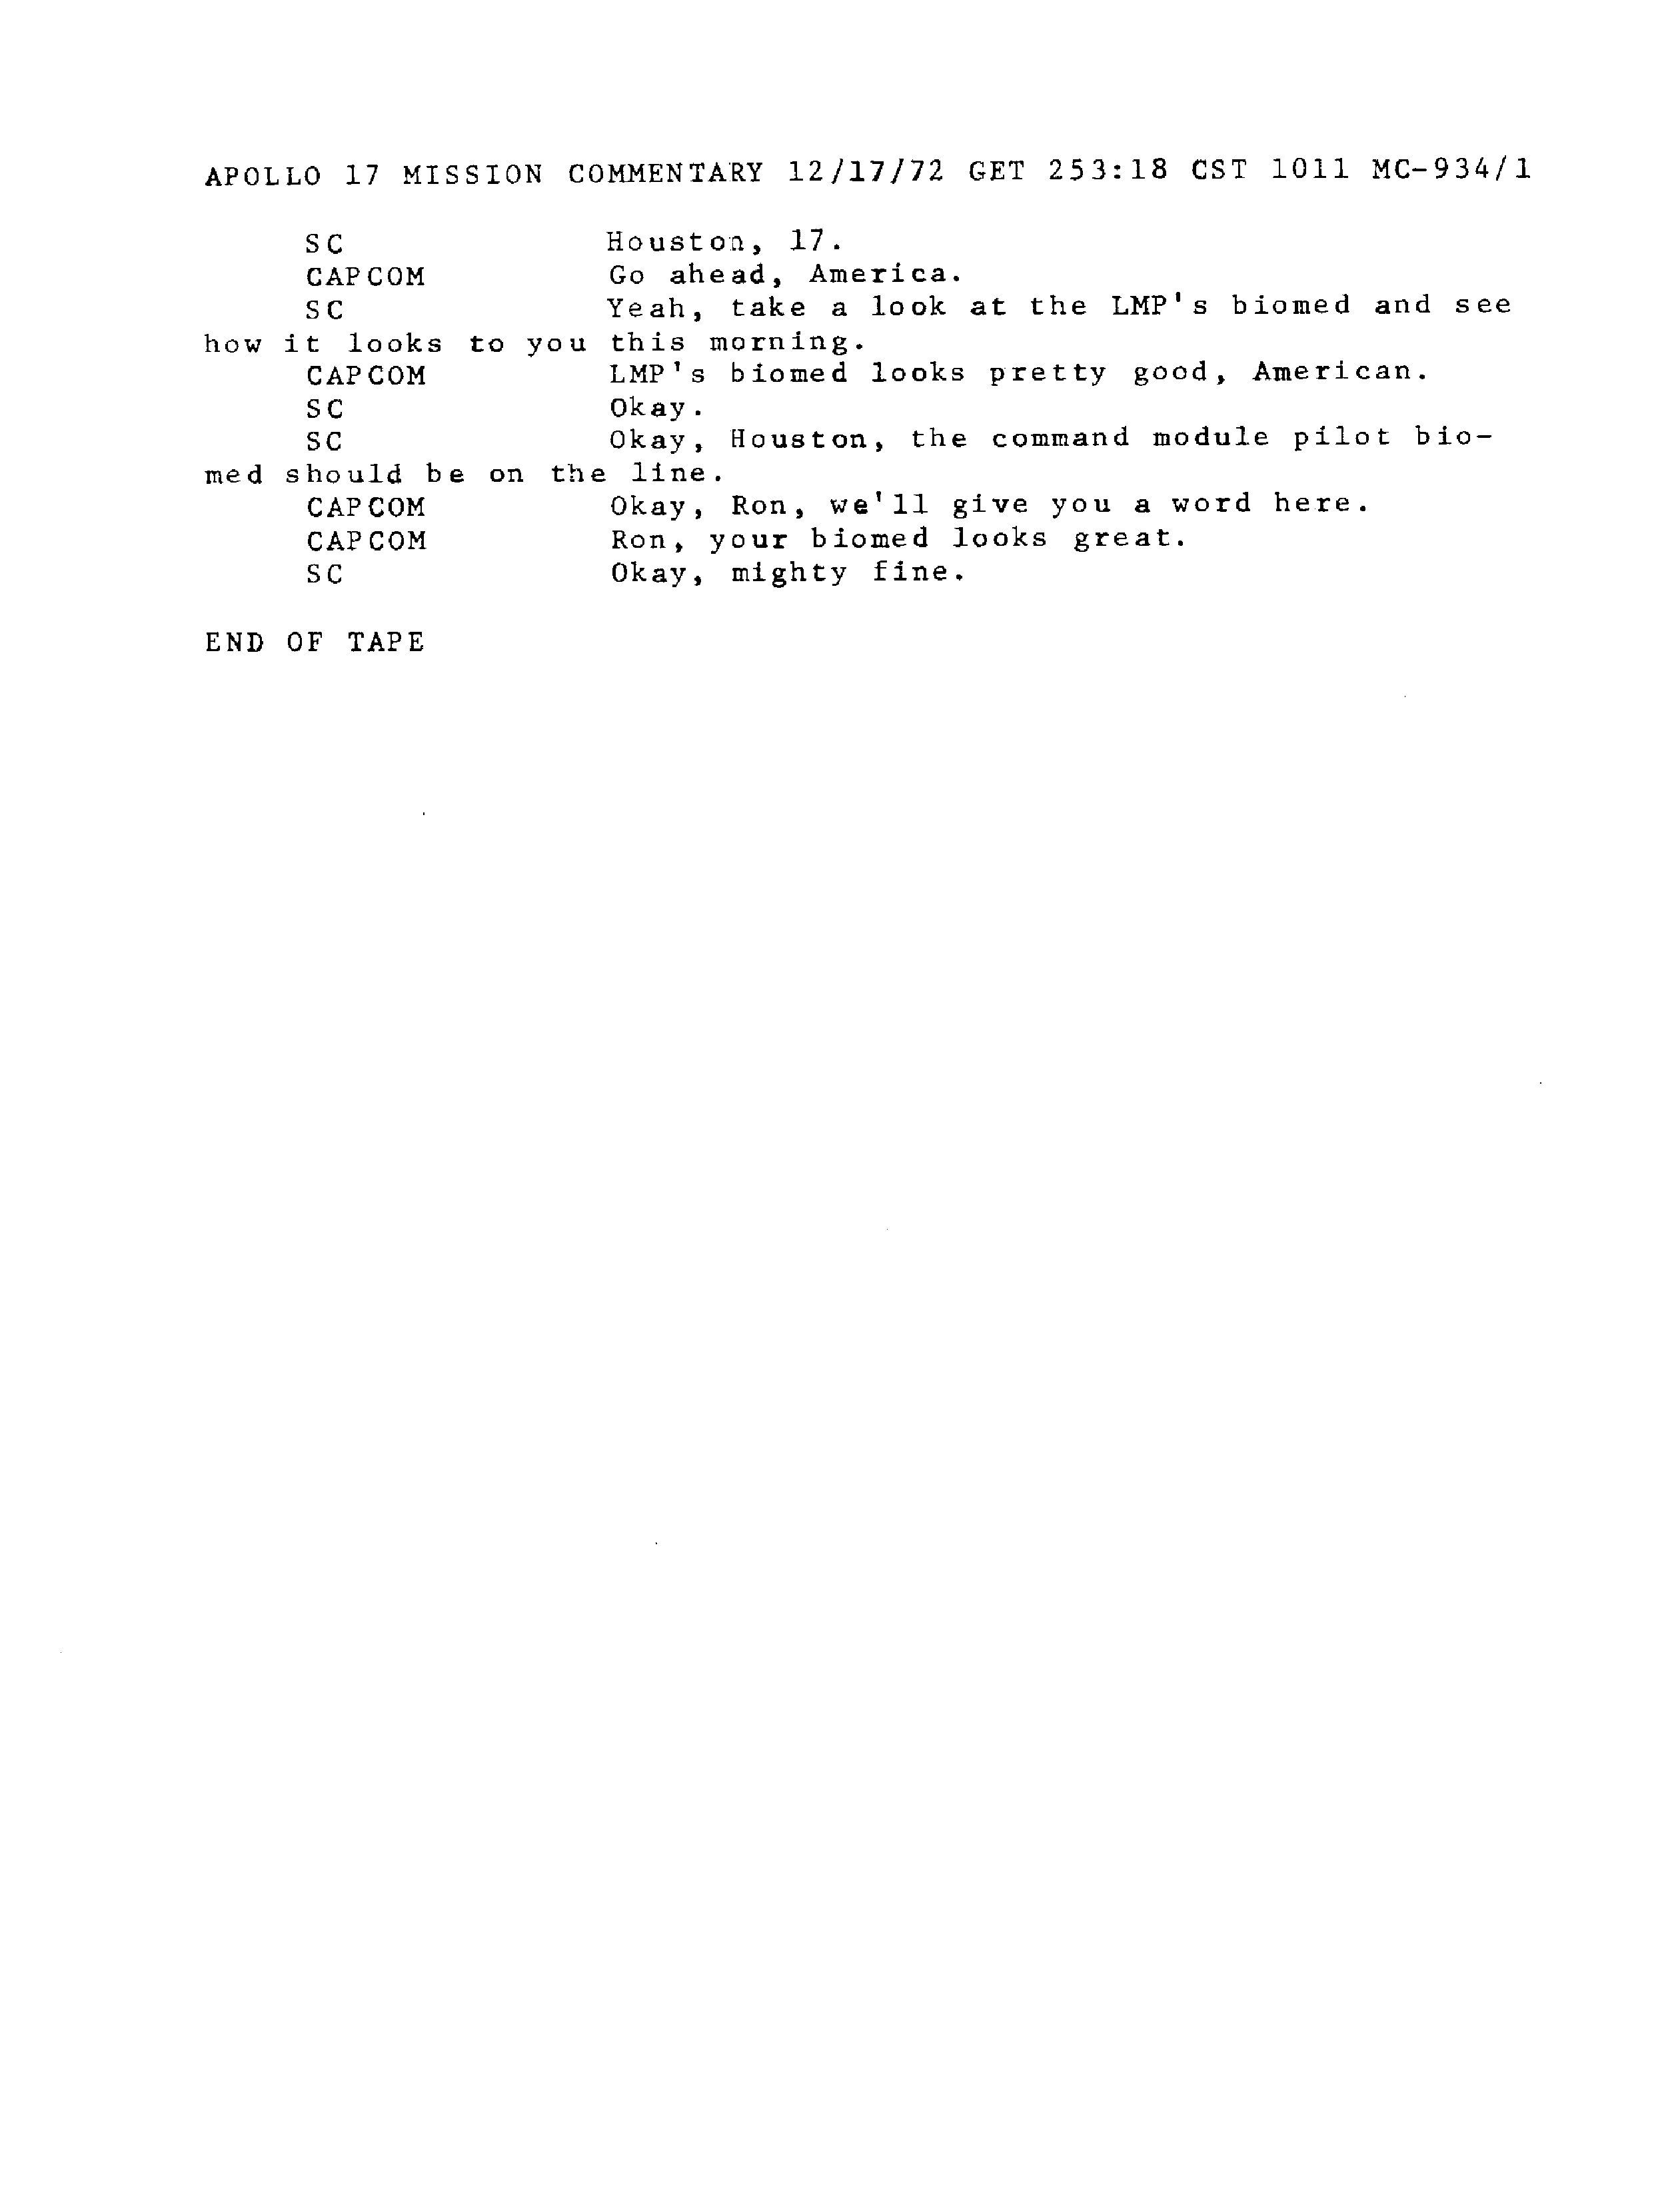 APOLLO 17 MISSION COMMENTARY 12/17/72 GET 253:18 CST 1011 MC-934/1
SC Houston, 17.
CAPCOM Go ahead, America.
SC Yeah, take a look at the LMP's biomed and see
how it looks to you this morning.
CAPCOM LMP's biomed looks pretty good, American.
SC Okay.
SC Okay, Houston, the command module pilot bio-
med should be on the line.
CAPCOM Okay, Ron, we'll give you a word here.
CAPCOM Ron, your biomed looks great.
SC Okay, mighty fine.
END OF TAPE